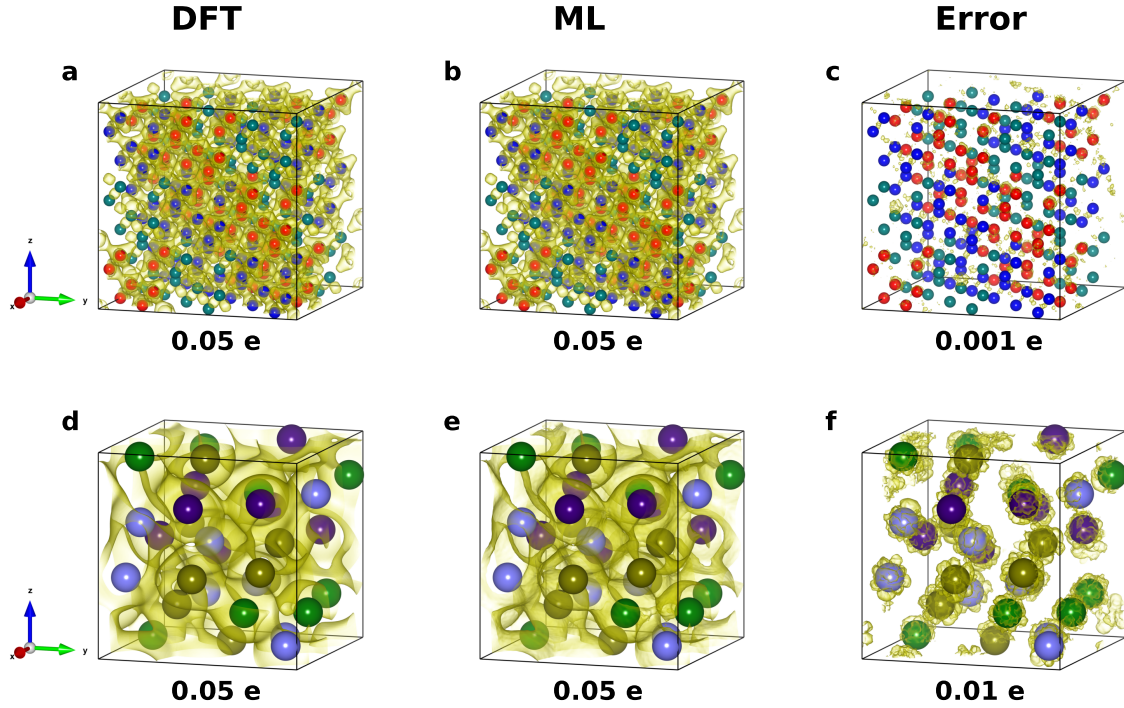 DFT ML Error
a b c
z
x y
0.05 e 0.05 e 0.001 e
d e f
z
x y
0.05 e 0.05 e 0.01 e